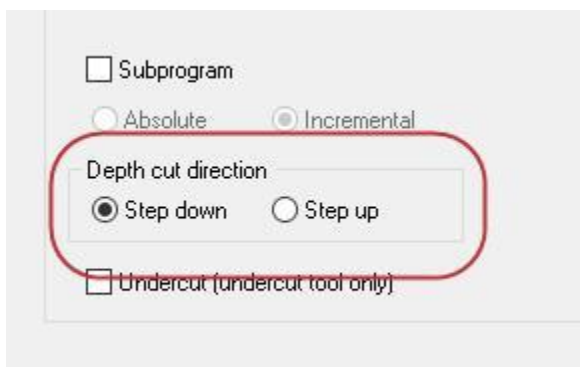 Subprogram
Absolute Incremental
Depth cut direction
Step down Step up
Undercut (undercut tool only)